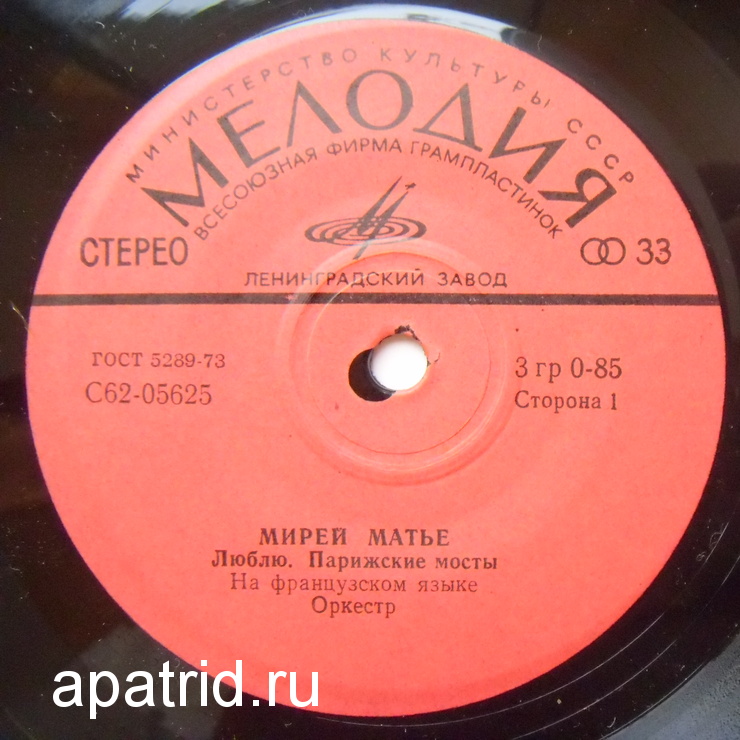 МИНИСТЕРСТВО КУЛЬТУРЫ СССР
МЕЛОДИЯ
ВСЕСОЮЗНАЯ ФИРМА ГРАМПЛАСТИНОК
СТЕРЕО
33
ЛЕНИНГРАДСКИЙ ЗАВОД
ГОСТ 5289-73
3 гр 0-85
С62-05625
Сторона 1
МИРЕЙ МАТЬЕ
Люблю. Парижские мосты
На французском языке
Оркестр
apatrid.ru